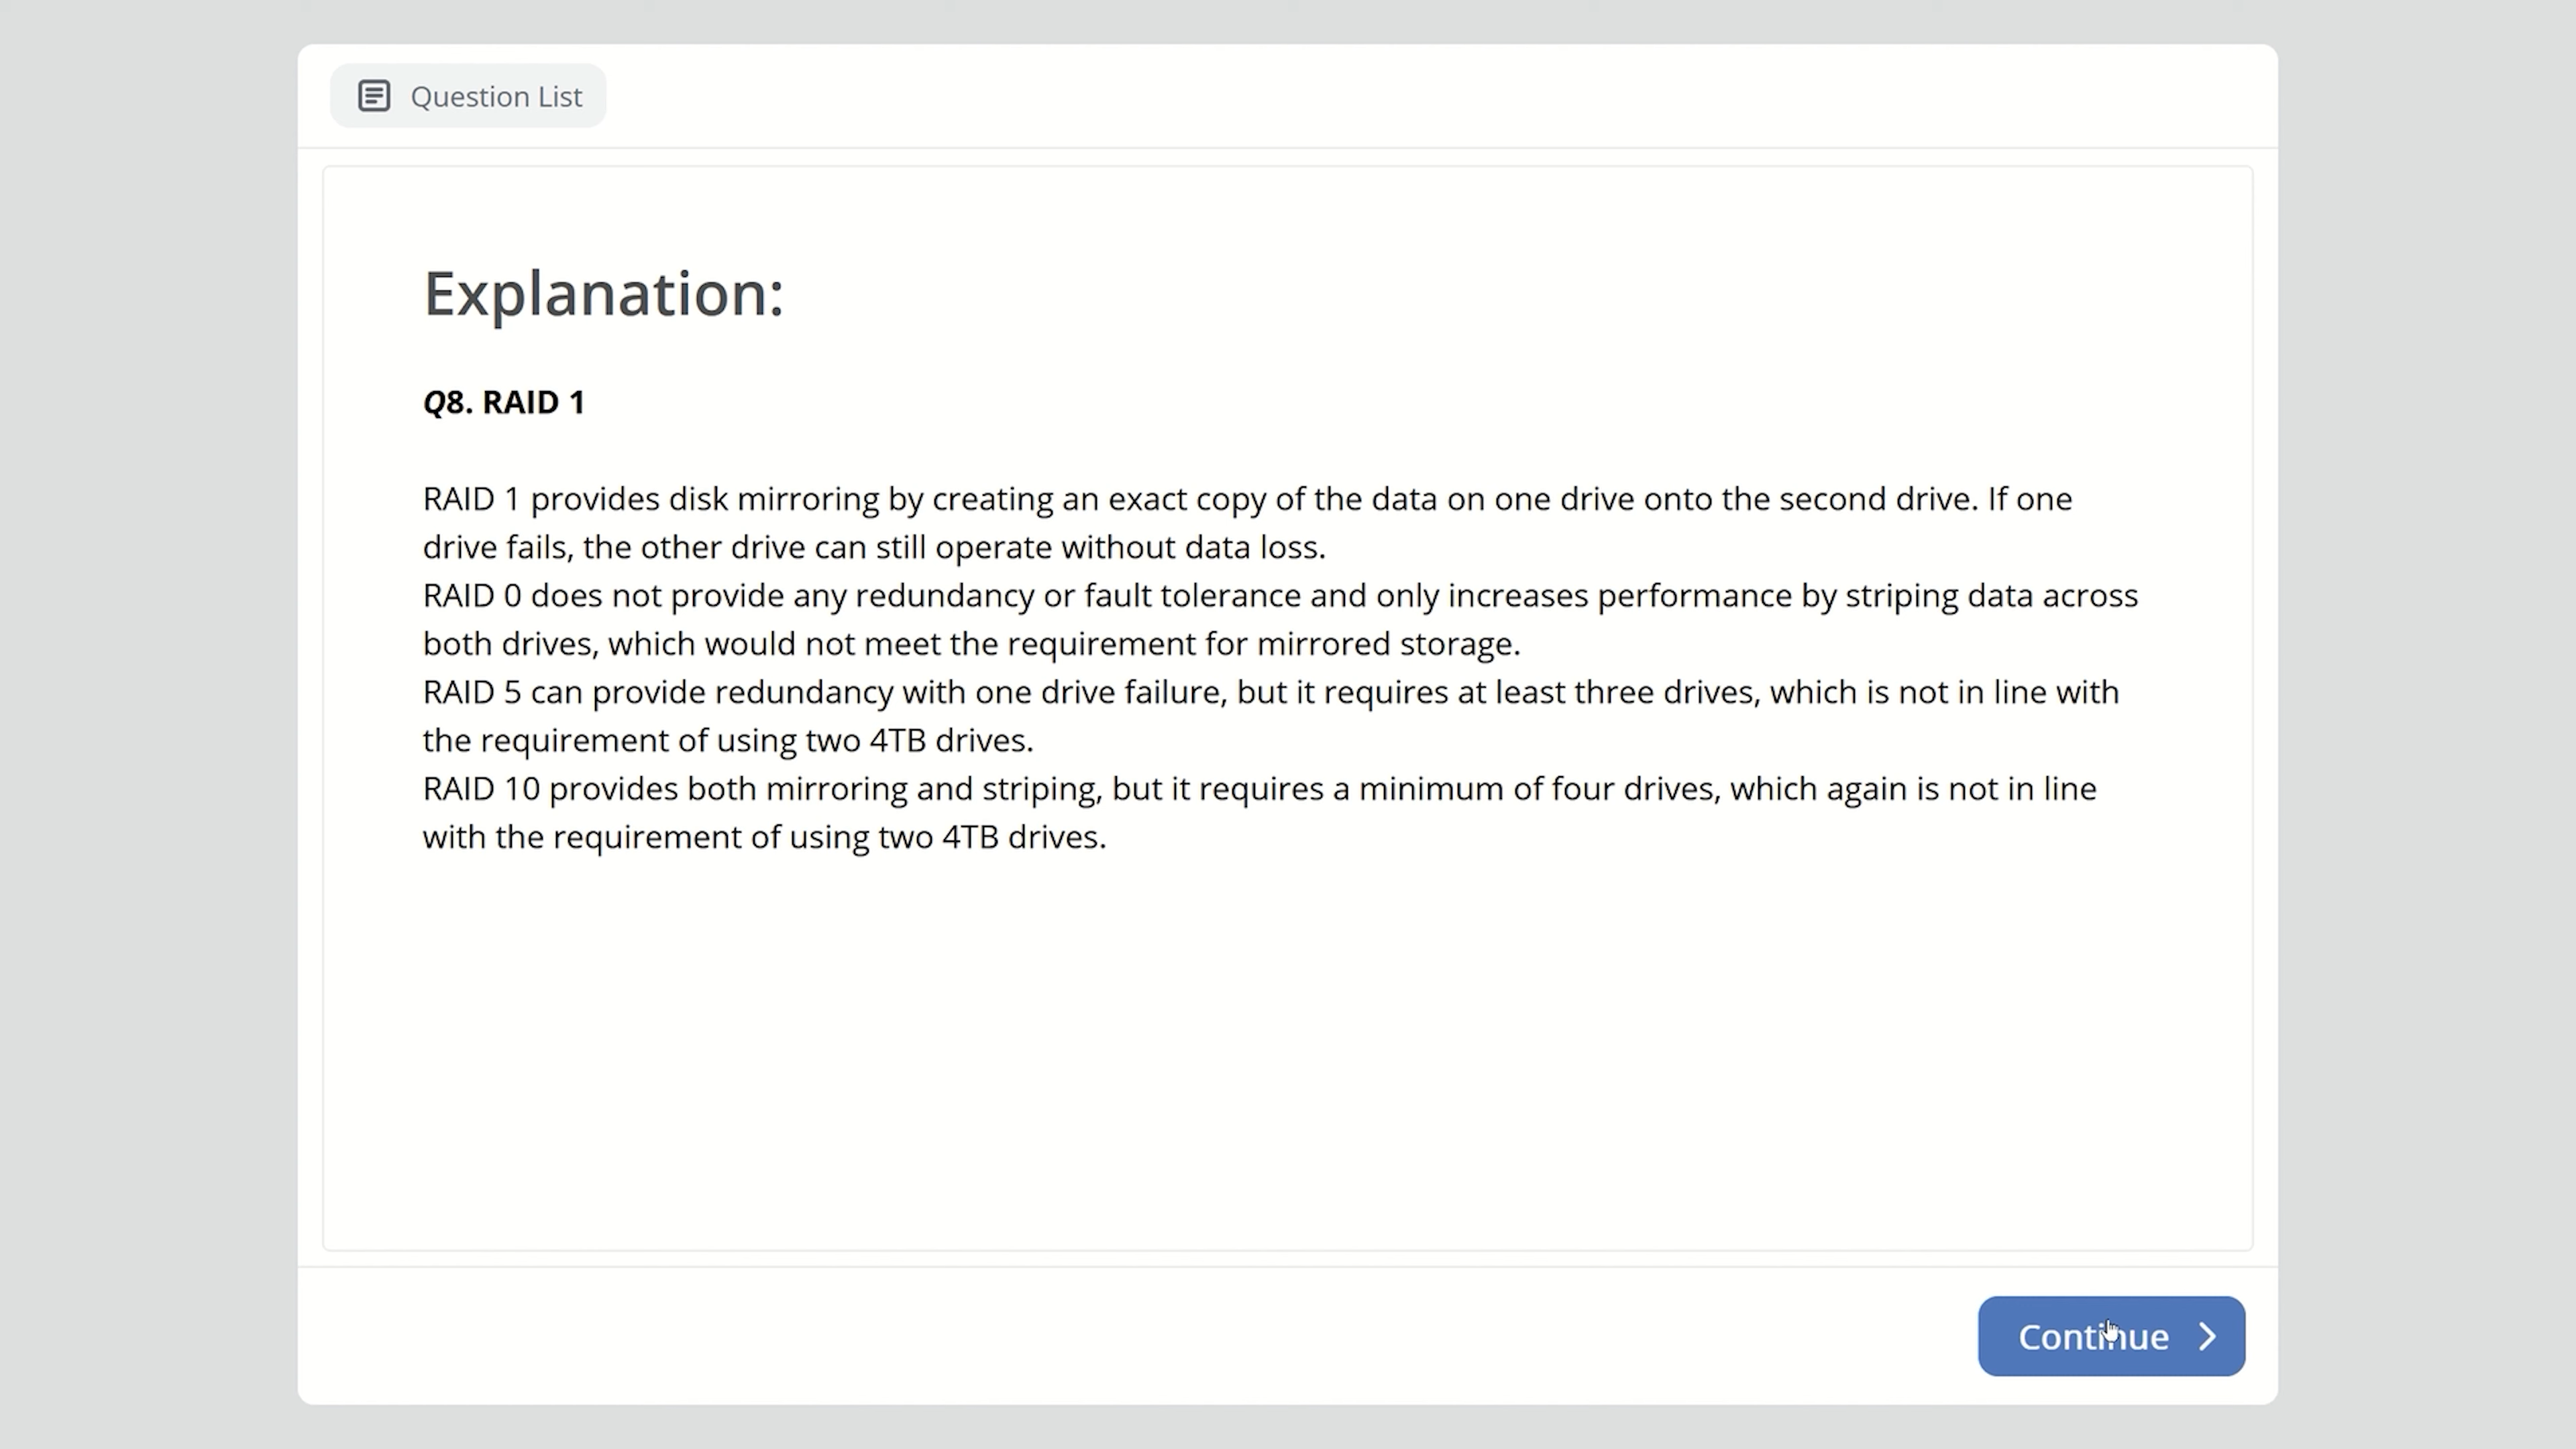 Question List
Explanation:
Q8. RAID 1
RAID 1 provides disk mirroring by creating an exact copy of the data on one drive onto the second drive. If one
drive fails, the other drive can still operate without data loss.
RAID 0 does not provide any redundancy or fault tolerance and only increases performance by striping data across
both drives, which would not meet the requirement for mirrored storage.
RAID 5 can provide redundancy with one drive failure, but it requires at least three drives, which is not in line with
the requirement of using two 4TB drives.
RAID 10 provides both mirroring and striping, but it requires a minimum of four drives, which again is not in line
with the requirement of using two 4TB drives.
Continue